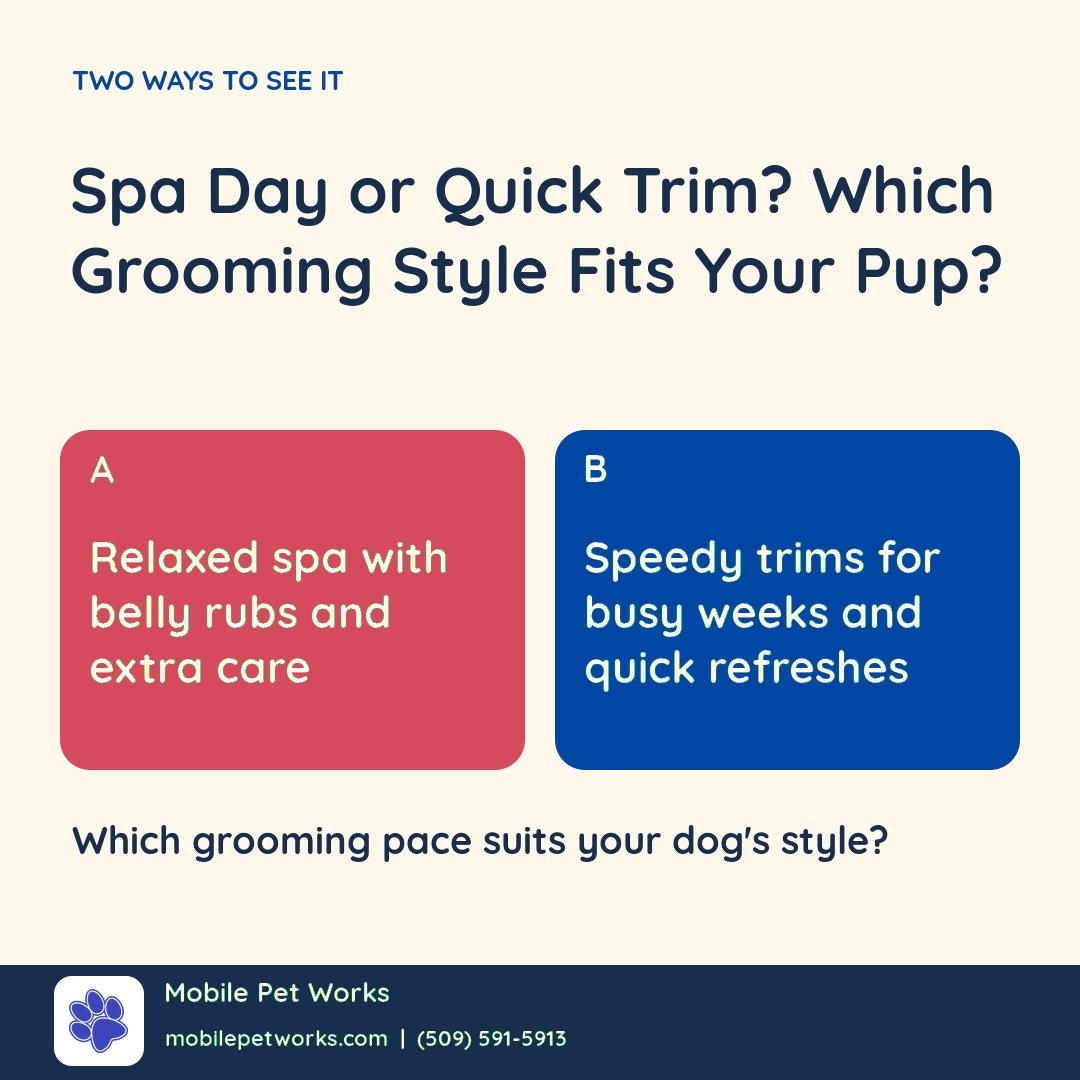 TWO WAYS TO SEE IT
Spa Day or Quick Trim? Which
Grooming Style Fits Your Pup?
A
Relaxed spa with
belly rubs and
extra care
B
Speedy trims for
busy weeks and
quick refreshes
Which grooming pace suits your dog's style?
Mobile Pet Works
mobilepetworks.com | (509) 591-5913